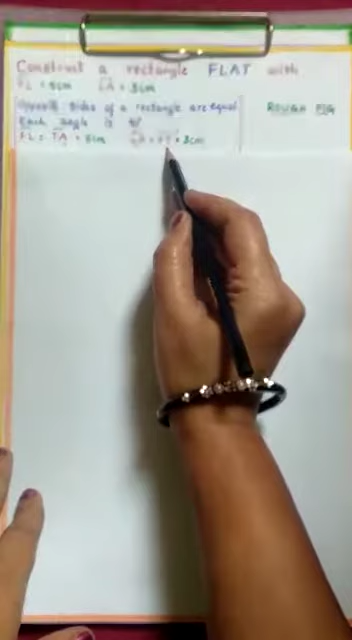 Construct a rectangle FLAT with
FL = 5cm LA = 3cm
Opposite sides of a rectangle are equal
Each angle is 90°
FL = TA = 5cm LA = FT = 3cm
ROUGH FIG